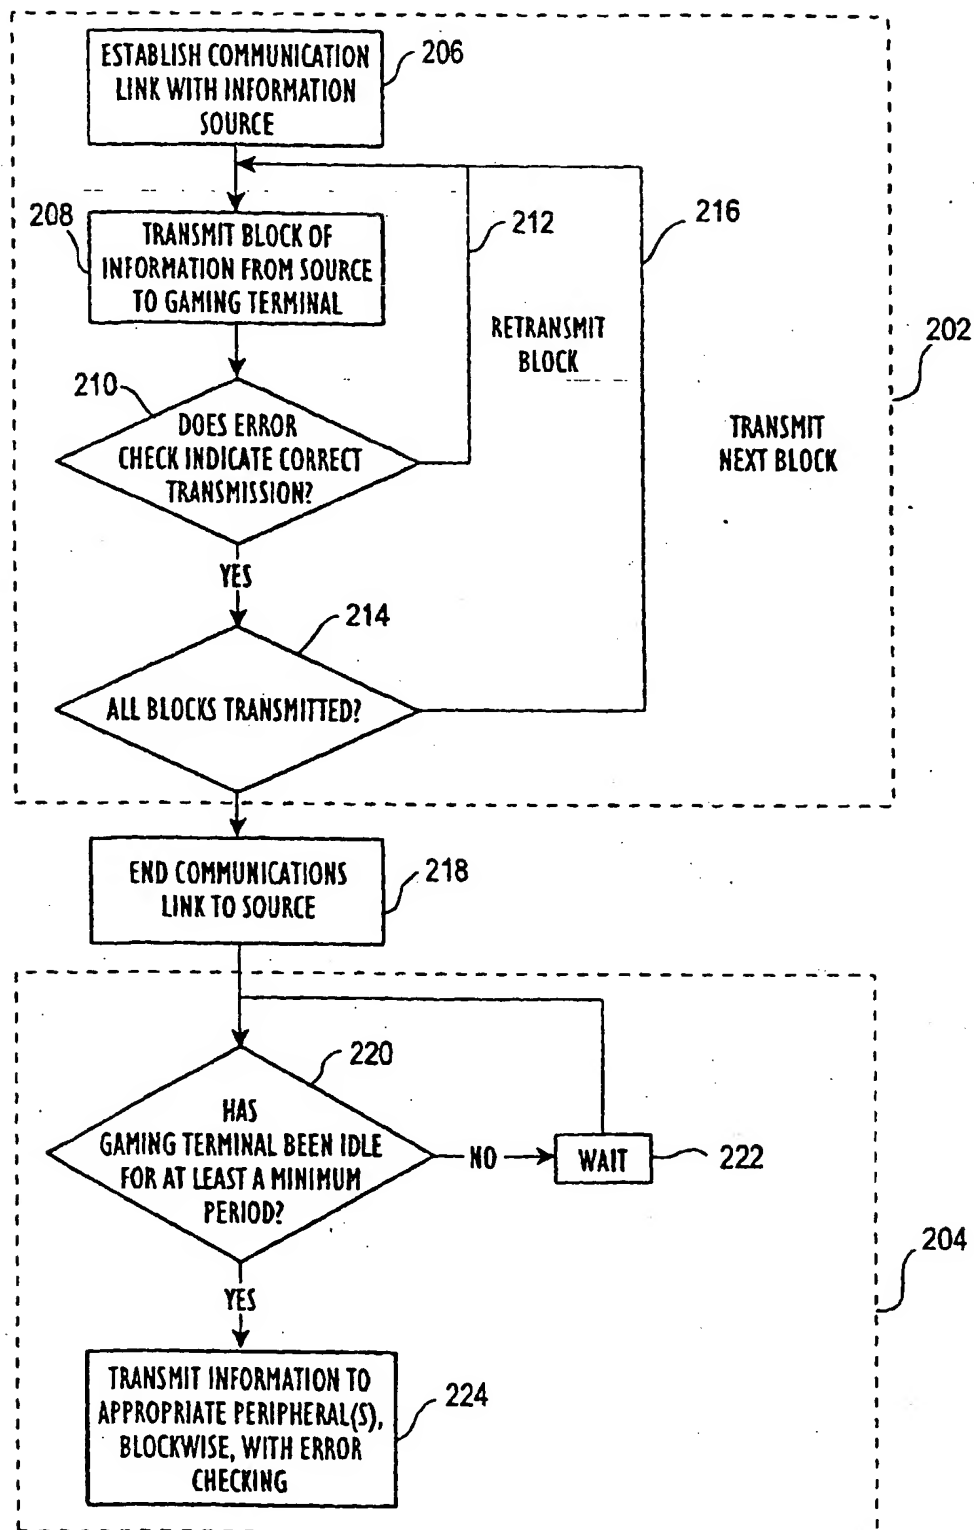 ESTABLISH COMMUNICATION
LINK WITH INFORMATION
SOURCE
206
208
TRANSMIT BLOCK OF
INFORMATION FROM SOURCE
TO GAMING TERMINAL
212
216
RETRANSMIT
BLOCK
202
210
DOES ERROR
CHECK INDICATE CORRECT
TRANSMISSION?
TRANSMIT
NEXT BLOCK
YES
214
ALL BLOCKS TRANSMITTED?
END COMMUNICATIONS
LINK TO SOURCE
218
220
HAS
GAMING TERMINAL BEEN IDLE
FOR AT LEAST A MINIMUM
PERIOD?
NO
WAIT
222
204
YES
TRANSMIT INFORMATION TO
APPROPRIATE PERIPHERAL(S),
BLOCKWISE, WITH ERROR
CHECKING
224